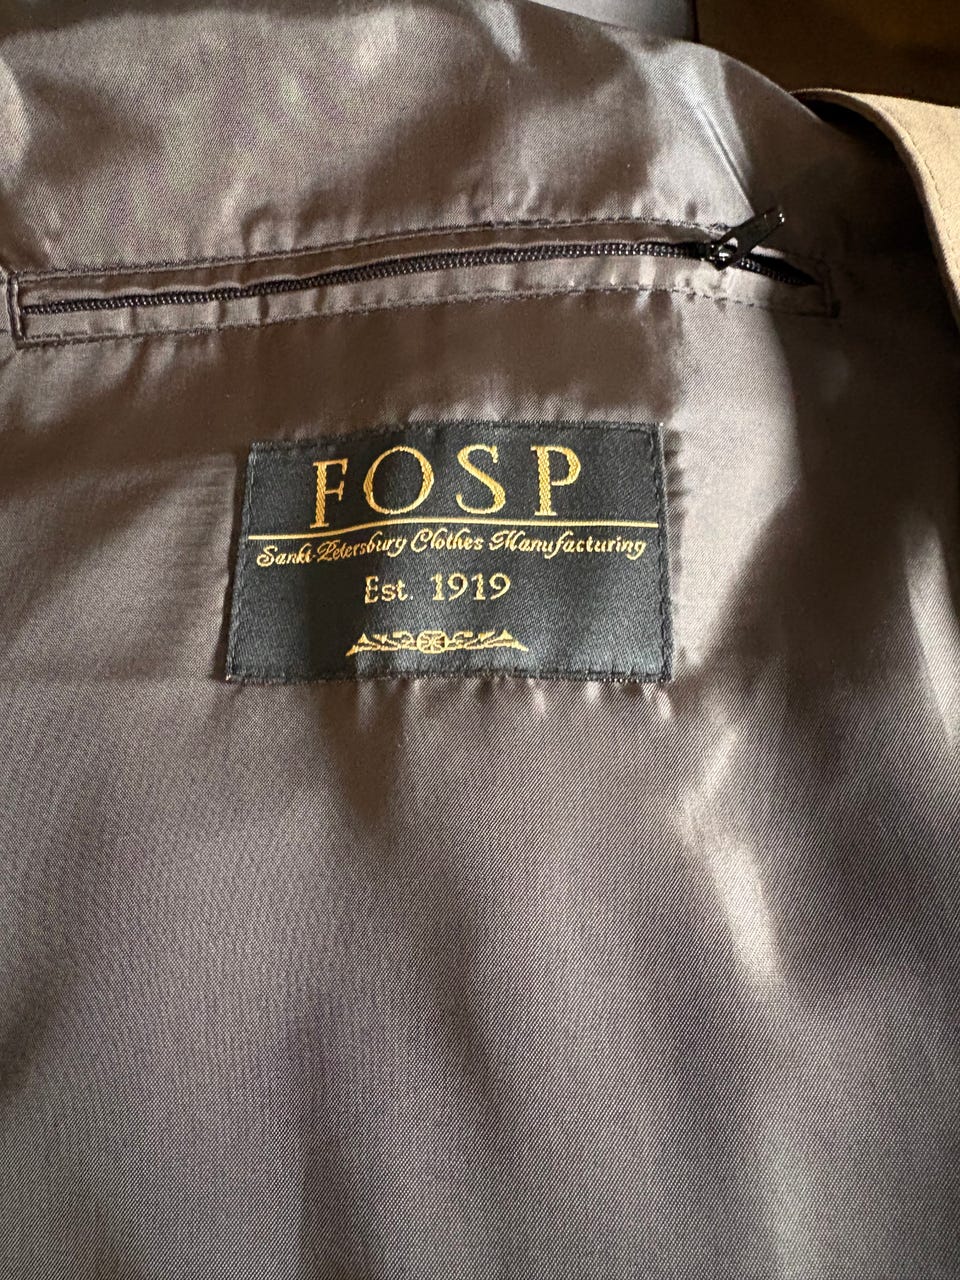 FOSP
Sankt-Petersburg Clothes Manufacturing
Est. 1919